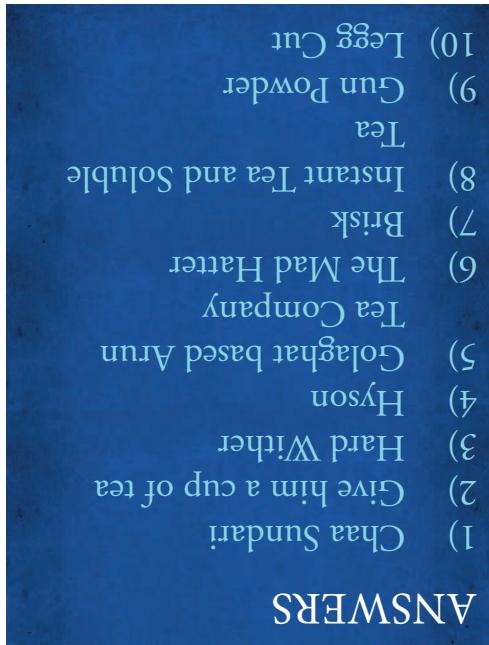 ANSWERS
1) Chaa Sundari
2) Give him a cup of tea
3) Hard Wither
4) Hyson
5) Golaghat based Arun
Tea Company
6) The Mad Hatter
7) Brisk
8) Instant Tea and Soluble
Tea
9) Gun Powder
10) Legg Cut